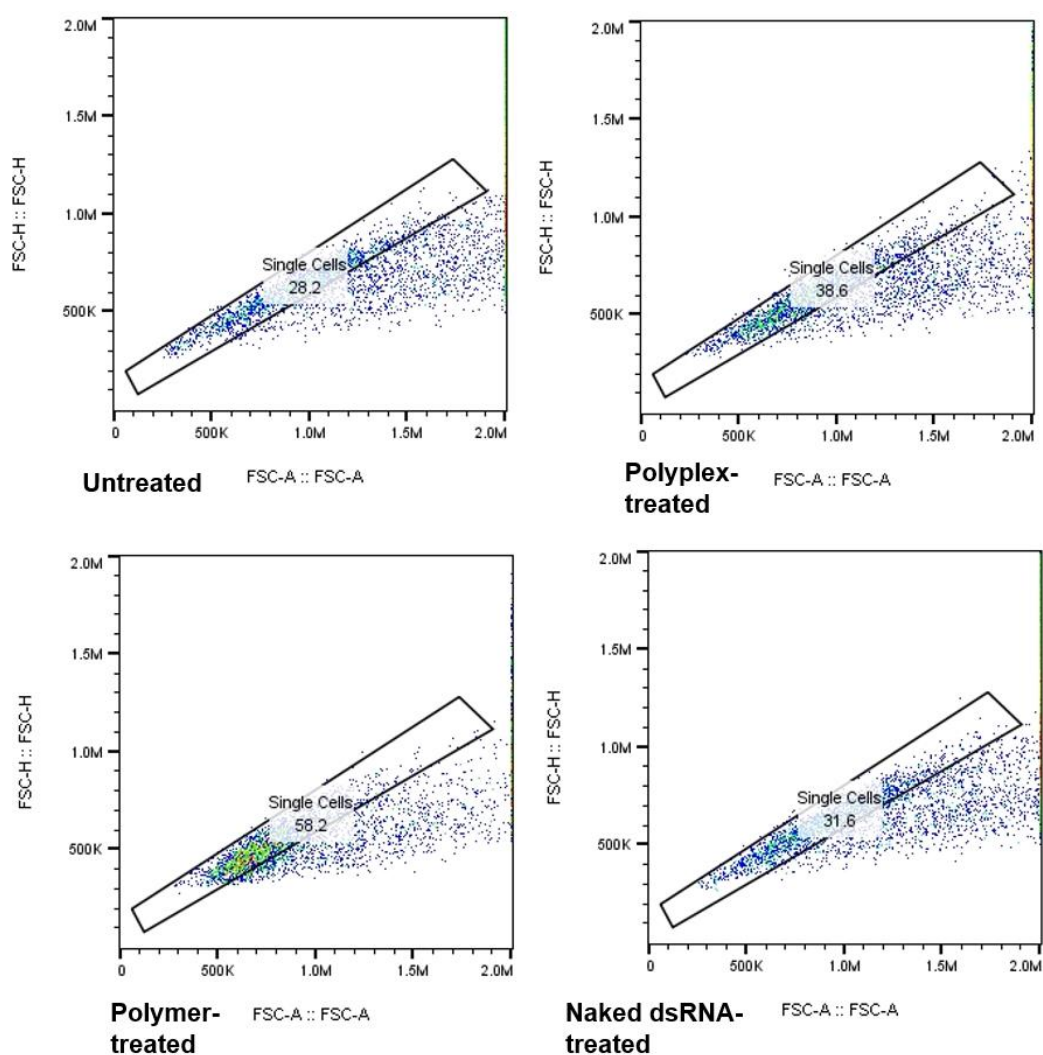 2.0M
1.5M
1.0M
500K
FSC-H :: FSC-H
Single Cells
28.2
0 500K 1.0M 1.5M 2.0M
Untreated
FSC-A :: FSC-A
2.0M
1.5M
1.0M
500K
FSC-H :: FSC-H
Single Cells
38.6
0 500K 1.0M 1.5M 2.0M
Polyplex-
treated
FSC-A :: FSC-A
2.0M
1.5M
1.0M
500K
FSC-H :: FSC-H
Single Cells
58.2
0 500K 1.0M 1.5M 2.0M
Polymer-
treated
FSC-A :: FSC-A
2.0M
1.5M
1.0M
500K
FSC-H :: FSC-H
Single Cells
31.6
0 500K 1.0M 1.5M 2.0M
Naked dsRNA-
treated
FSC-A :: FSC-A